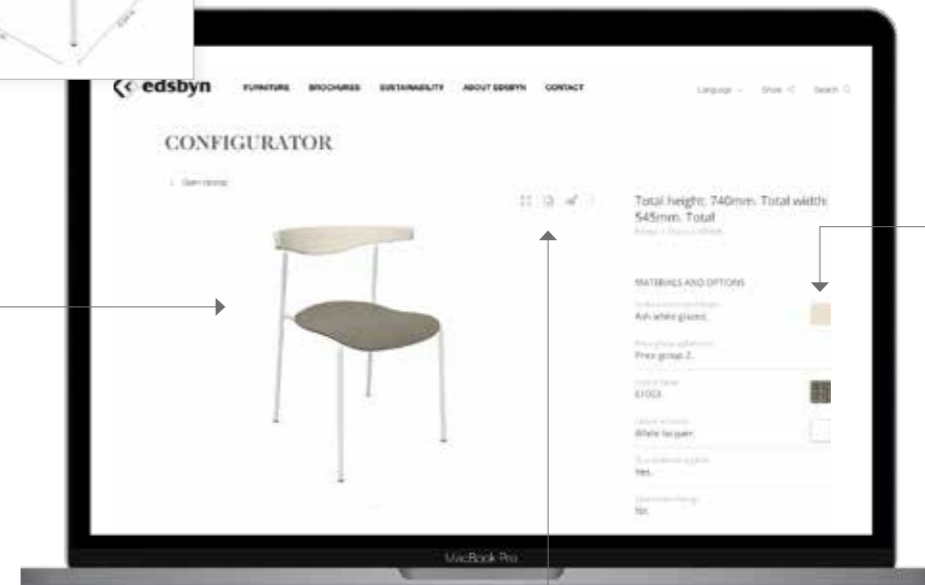 edsbyn
FURNITURE BROCHURES SUSTAINABILITY ABOUT EDSBYN CONTACT
Language Share Search
CONFIGURATOR
Total height: 740mm. Total width:
545mm. Total
MATERIALS AND OPTIONS
Ash white glazed.
Price group 2.
61003.
White lacquer.
Yes.
No.
MacBook Pro